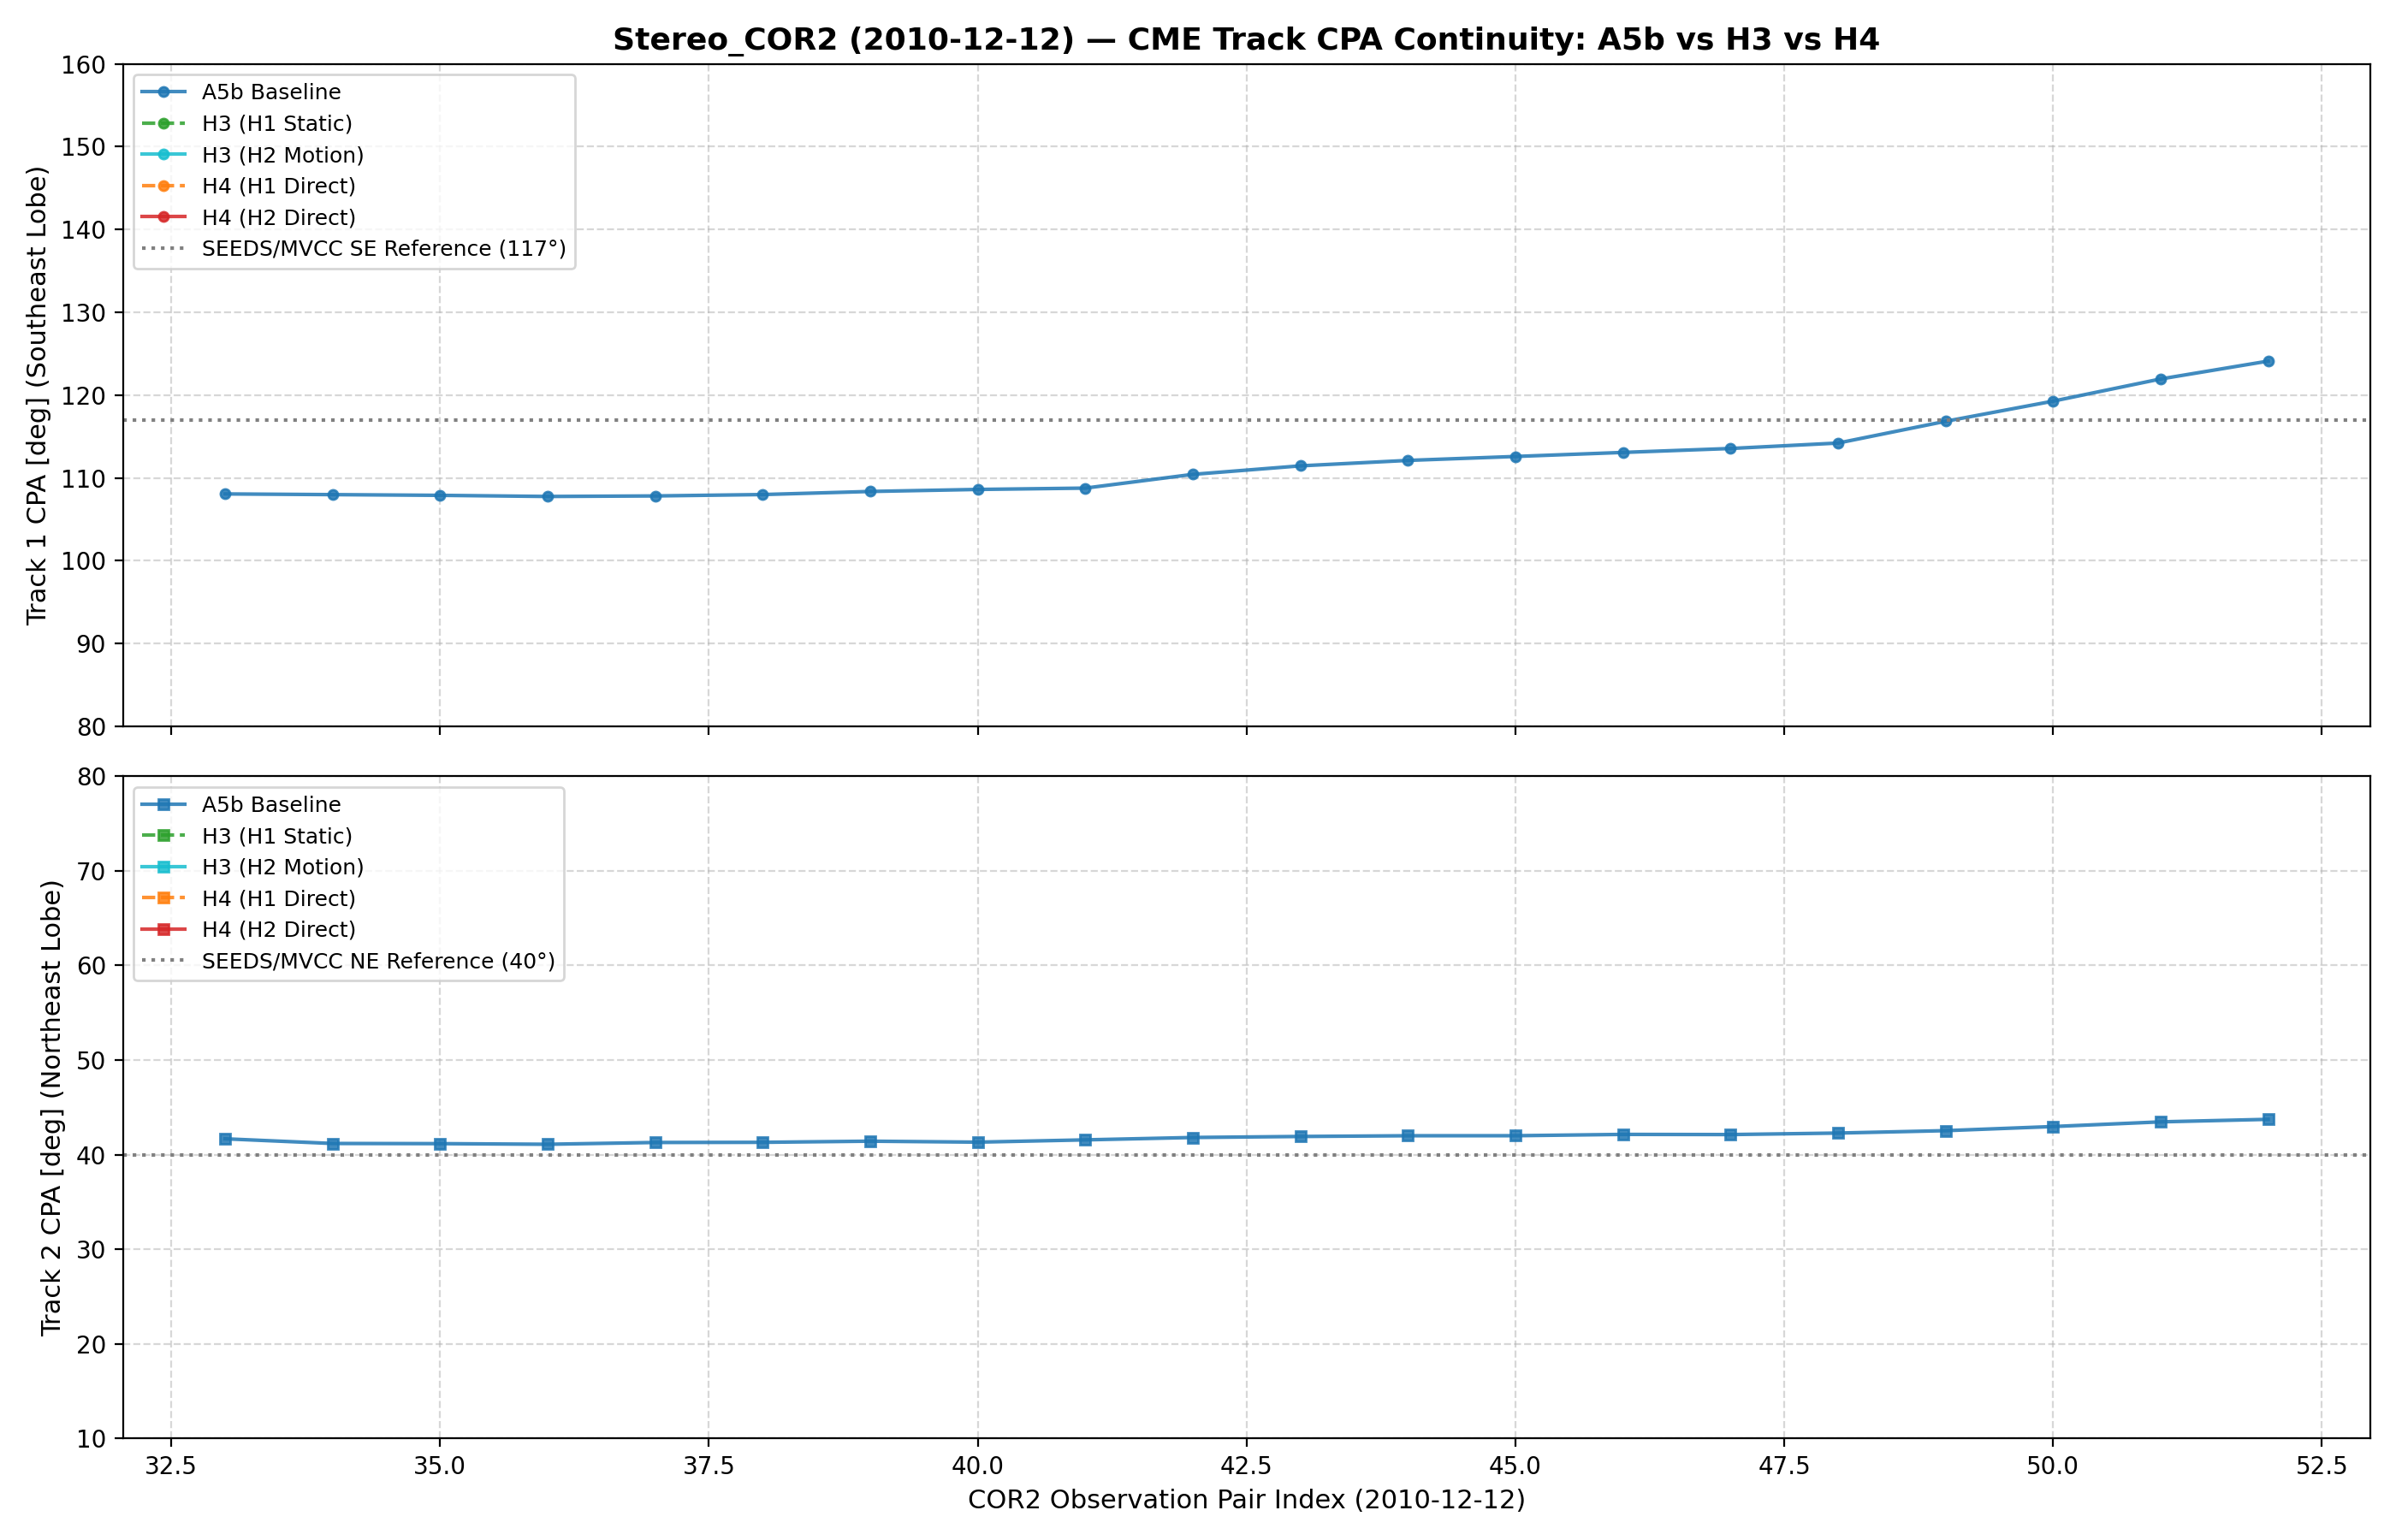 Stereo_COR2 (2010-12-12) — CME Track CPA Continuity: A5b vs H3 vs H4
Track 1 CPA [deg] (Southeast Lobe)
160
150
140
130
120
110
100
90
80
A5b Baseline
H3 (H1 Static)
H3 (H2 Motion)
H4 (H1 Direct)
H4 (H2 Direct)
SEEDS/MVCC SE Reference (117°)
Track 2 CPA [deg] (Northeast Lobe)
80
70
60
50
40
30
20
10
A5b Baseline
H3 (H1 Static)
H3 (H2 Motion)
H4 (H1 Direct)
H4 (H2 Direct)
SEEDS/MVCC NE Reference (40°)
32.5 35.0 37.5 40.0 42.5 45.0 47.5 50.0 52.5
COR2 Observation Pair Index (2010-12-12)